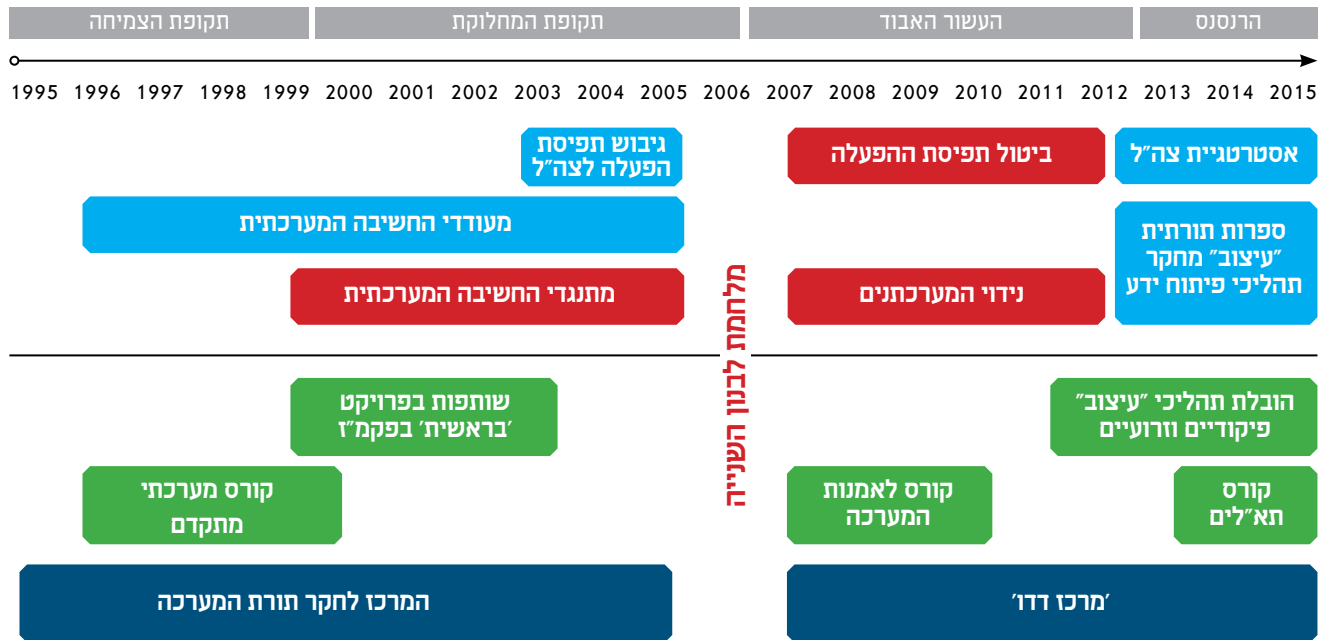 תקופת הצמיחה
תקופת המחלוקת
העשור האבוד
הרנסנס
1995 1996 1997 1998 1999 2000 2001 2002 2003 2004 2005 2006 2007 2008 2009 2010 2011 2012 2013 2014 2015
גיבוש תפיסת
הפעלה לצה״ל
ביטול תפיסת ההפעלה
אסטרטגיית צה״ל
מעודדי החשיבה המערכתית
ספרות תורתית
״עיצוב״ מחקר
תהליכי פיתוח ידע
מתנגדי החשיבה המערכתית
נידוי המערכתנים
מלחמת לבנון השנייה
שותפות בפרויקט
׳בראשית׳ בפקמ״ז
הובלת תהליכי ״עיצוב״
פיקודיים וזרועיים
קורס מערכתי
מתקדם
קורס לאמנות
המערכה
קורס
תא״לים
המרכז לחקר תורת המערכה
׳מרכז דדו׳